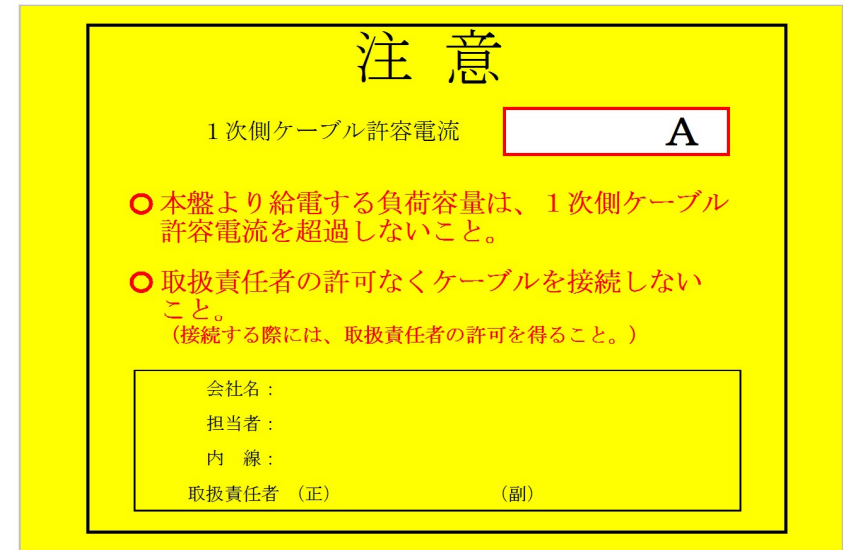 注 意
１次側ケーブル許容電流 A
○本盤より給電する負荷容量は、１次側ケーブル
許容電流を超過しないこと。
○取扱責任者の許可なくケーブルを接続しない
こと。
（接続する際には、取扱責任者の許可を得ること。）
会社名：
担当者：
内　線：
取扱責任者 （正） （副）